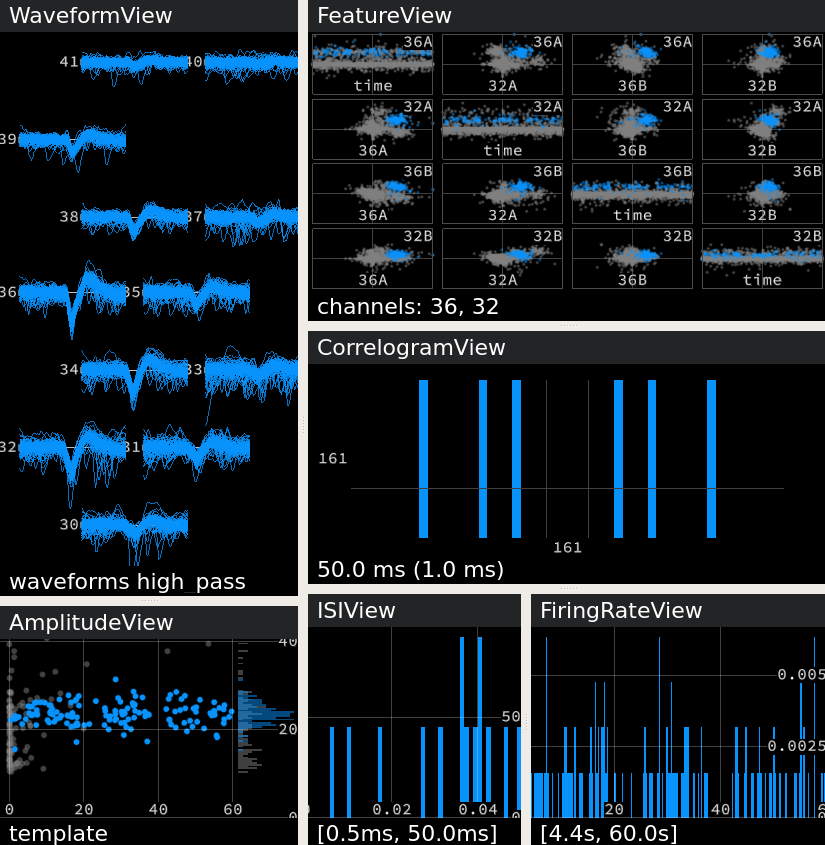 WaveformView
41
40
39
38
37
36
35
34
33
32
31
30
waveforms high_pass
FeatureView
36A 36A 36A 36A
time 32A 36B 32B
32A 32A 32A 32A
36A time 36B 32B
36B 36B 36B 36B
36A 32A time 32B
32B 32B 32B 32B
36A 32A 36B time
channels: 36, 32
CorrelogramView
161
161
50.0 ms (1.0 ms)
AmplitudeView
40
20
0 20 40 60 0
template
ISIView
50
0.02 0.04
[0.5ms, 50.0ms]
FiringRateView
0.005
0.0025
20 40
[4.4s, 60.0s]